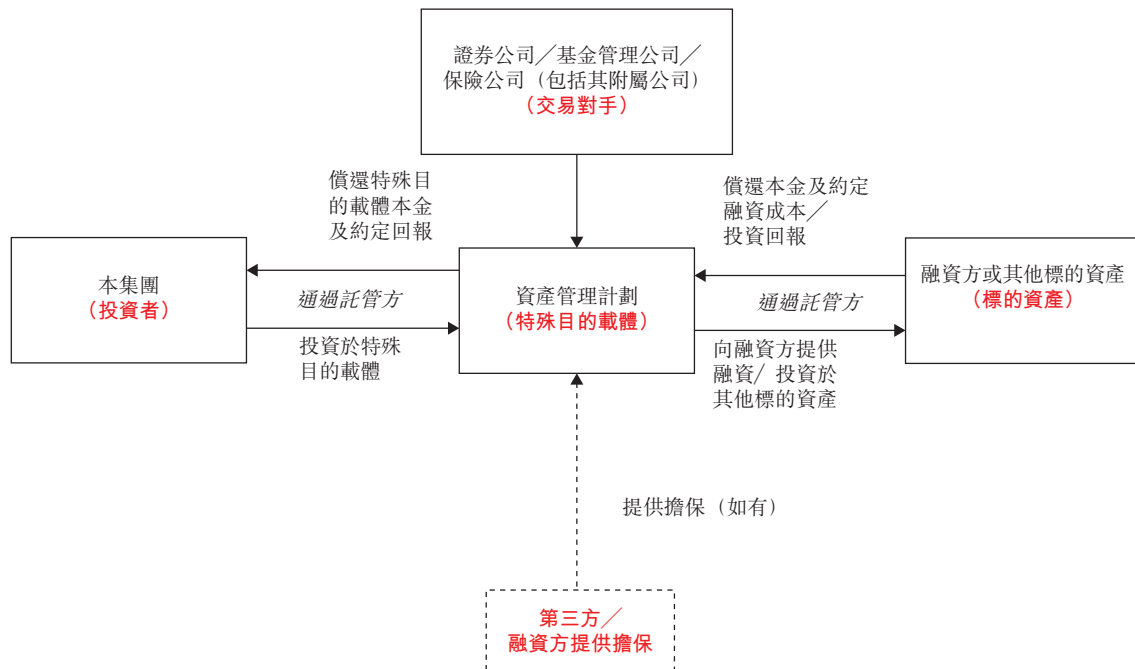 證券公司／基金管理公司／
保險公司（包括其附屬公司）
（交易對手）
償還特殊目
的載體本金
及約定回報
償還本金及約定
融資成本／
投資回報
本集團
（投資者）
通過託管方
資產管理計劃
（特殊目的載體）
通過託管方
融資方或其他標的資產
（標的資產）
投資於特殊
目的載體
向融資方提供
融資/ 投資於
其他標的資產
提供擔保（如有）
第三方／
融資方提供擔保